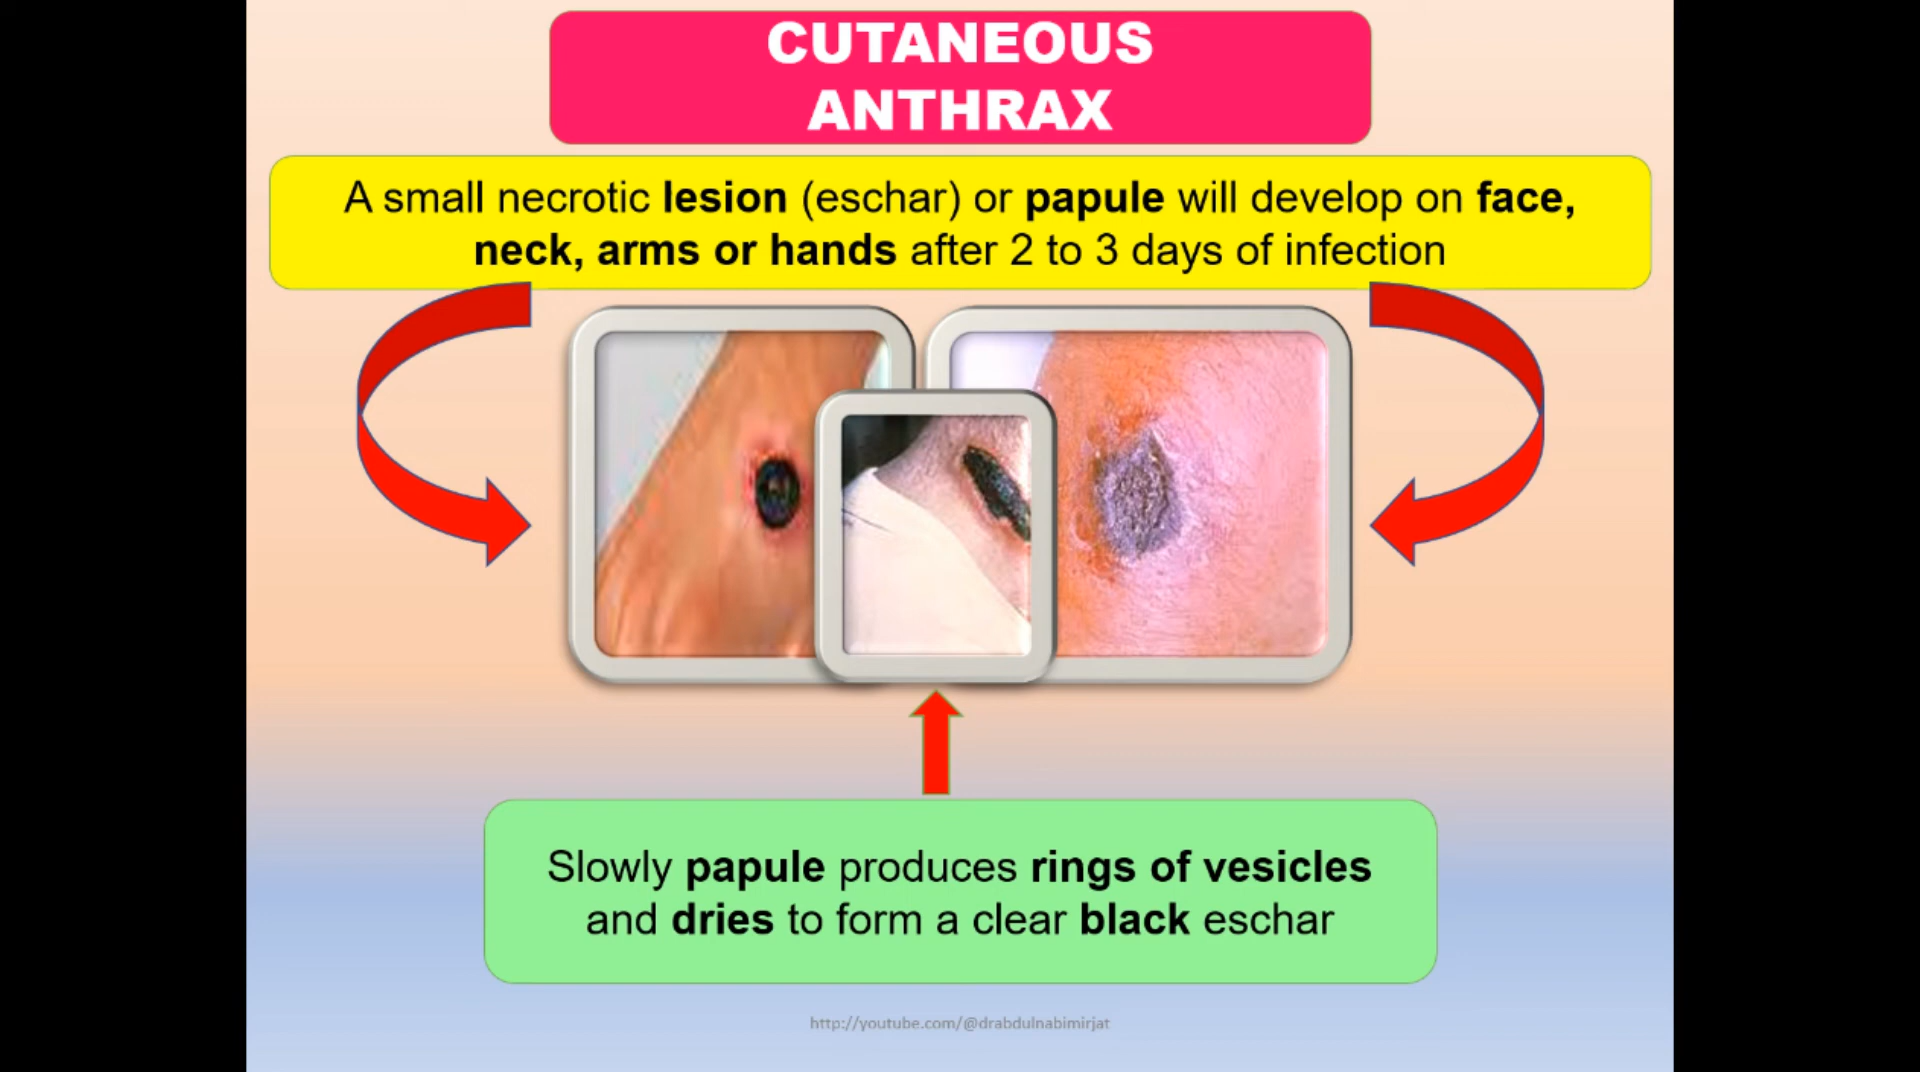 CUTANEOUS
ANTHRAX
A small necrotic lesion (eschar) or papule will develop on face,
neck, arms or hands after 2 to 3 days of infection
Slowly papule produces rings of vesicles
and dries to form a clear black eschar
http://youtube.com/@drabdulnabimirjat